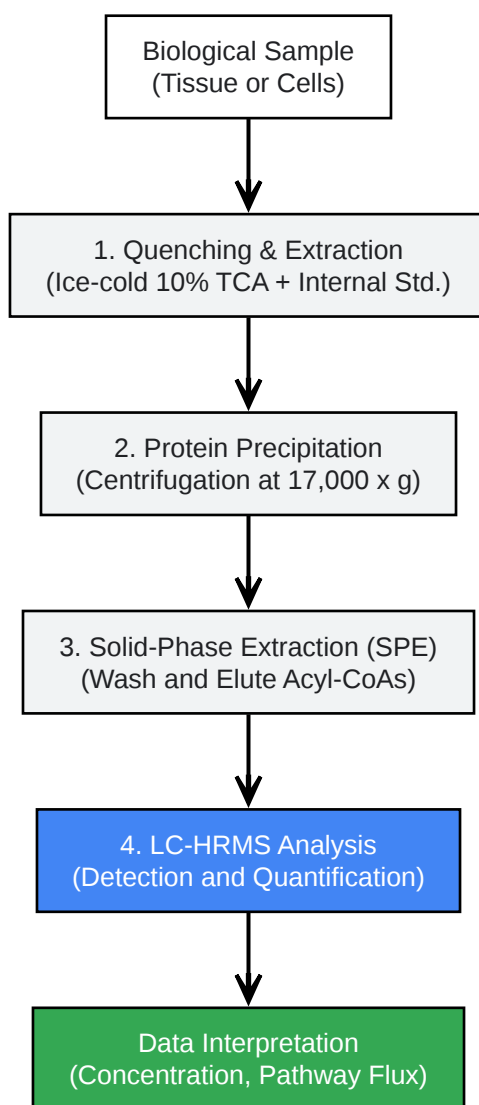 Biological Sample
(Tissue or Cells)
1. Quenching & Extraction
(Ice-cold 10% TCA + Internal Std.)
2. Protein Precipitation
(Centrifugation at 17,000 x g)
3. Solid-Phase Extraction (SPE)
(Wash and Elute Acyl-CoAs)
4. LC-HRMS Analysis
(Detection and Quantification)
Data Interpretation
(Concentration, Pathway Flux)